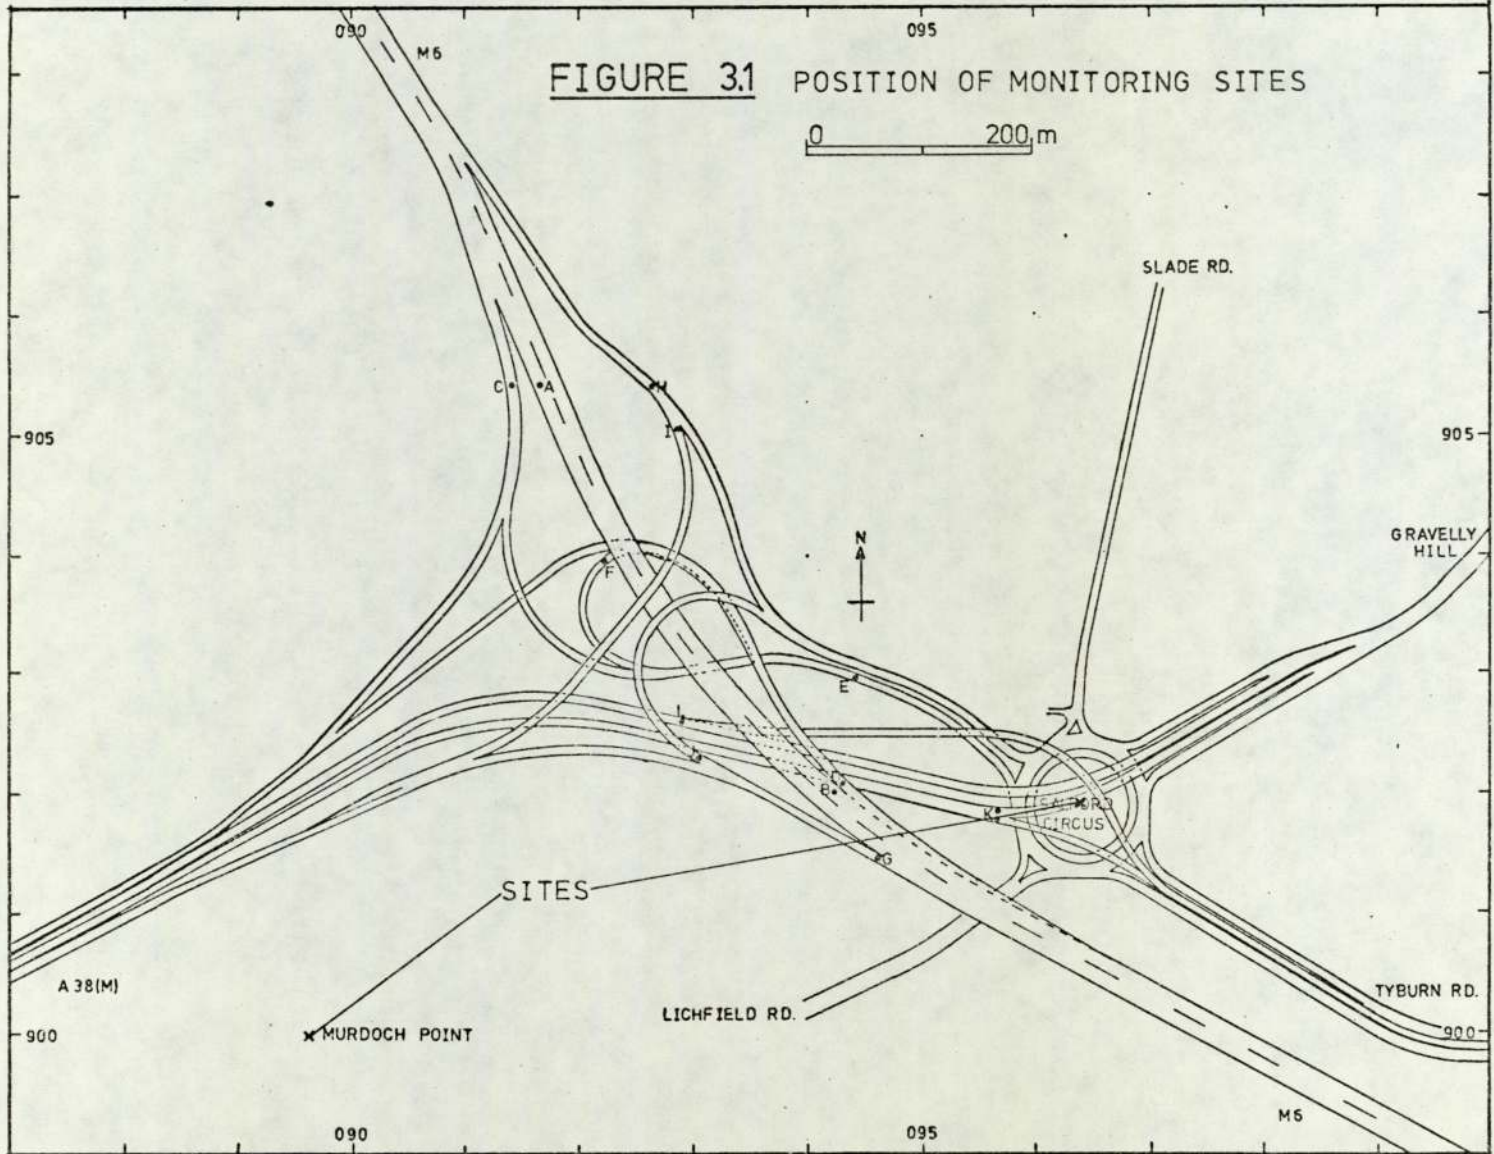 090
095
M6
FIGURE 3.1 POSITION OF MONITORING SITES
0 200 m
SLADE RD.
C
A
H
905
I
905
GRAVELLY
HILL
N
F
E
B
K
SALFORD
CIRCUS
G
SITES
A 38(M)
LICHFIELD RD.
TYBURN RD.
900
MURDOCH POINT
900
M6
090
095